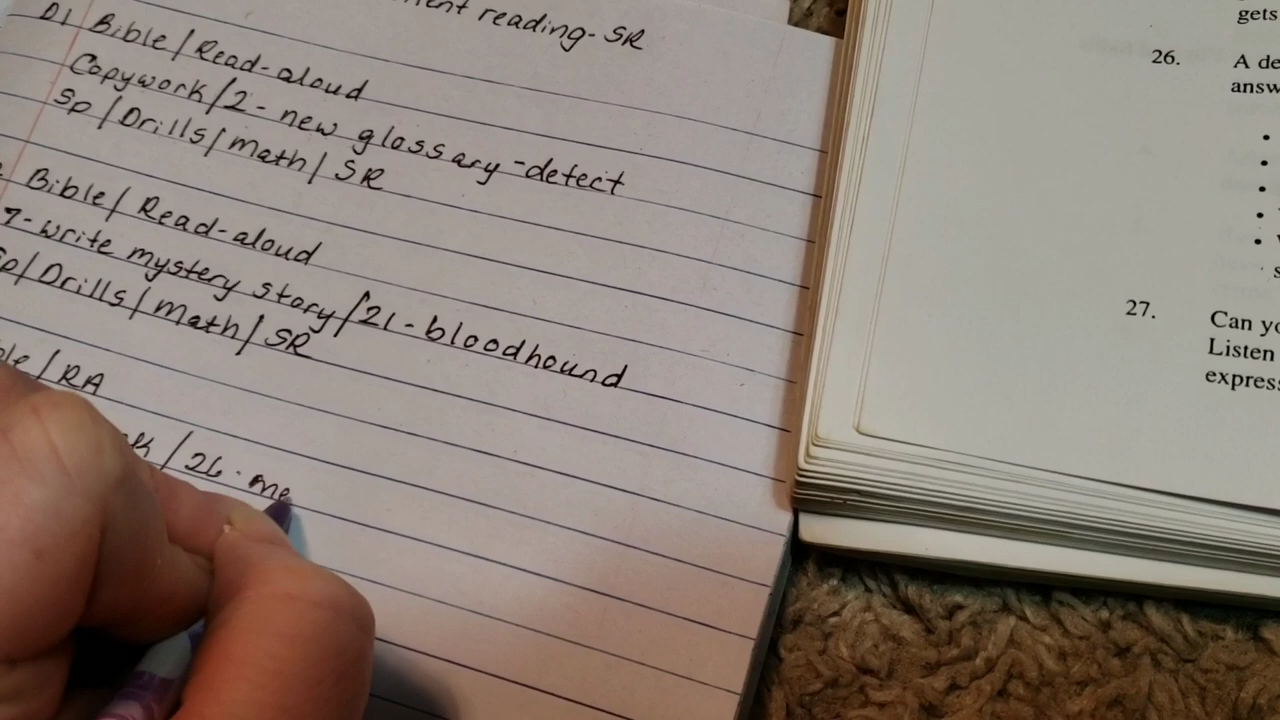 reading-SR
D1 Bible/Read-aloud
Copywork/2-new glossary-detect
Sp/Drills/math/SR
Bible/Read-aloud
9-write mystery story/21-bloodhound
Sp/Drills/math/SR
/RA
/26-me
gets
26. A de
answ
27. Can yo
Listen
express